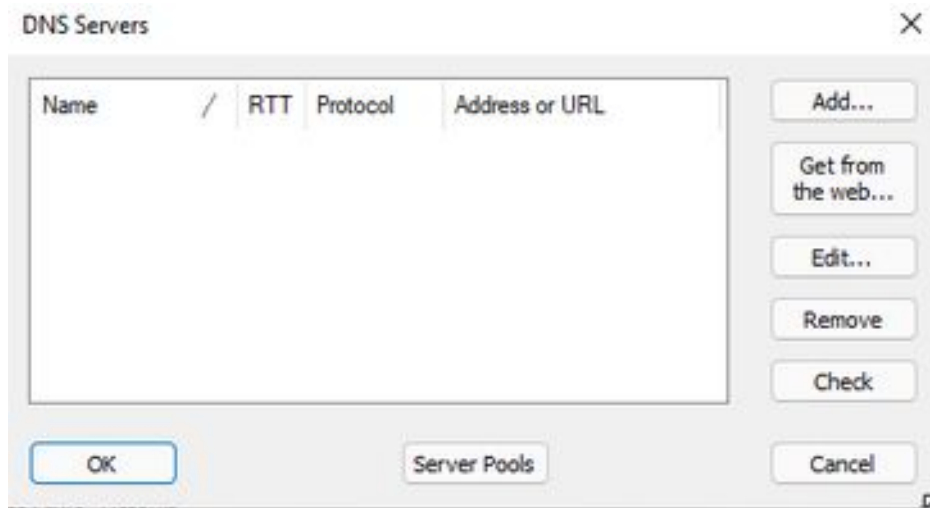 DNS Servers
Name / RTT Protocol Address or URL
Add...
Get from
the web...
Edit...
Remove
Check
OK
Server Pools
Cancel